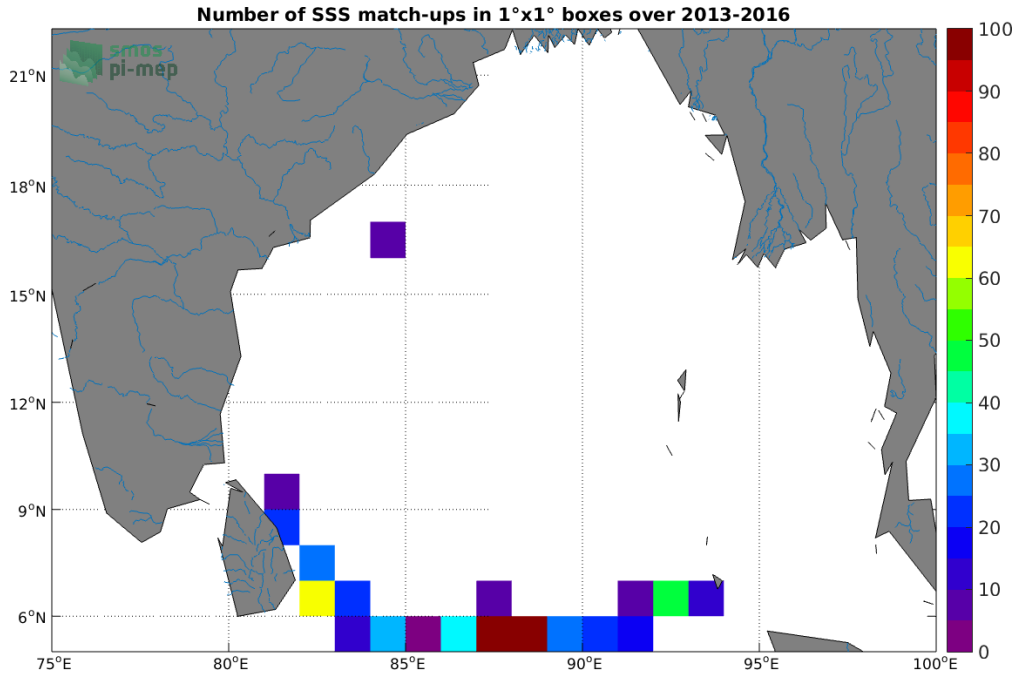 Number of SSS match-ups in 1°x1° boxes over 2013-2016
smos
pi-mep
21°N
18°N
15°N
12°N
9°N
6°N
75°E
80°E
85°E
90°E
95°E
100°E
100
90
80
70
60
50
40
30
20
10
0